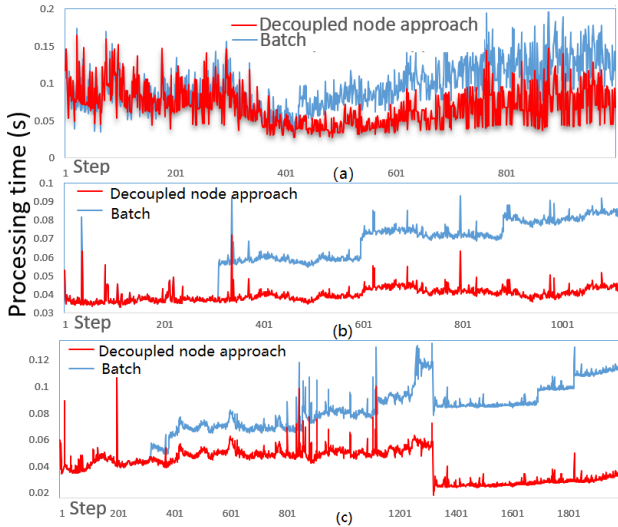 Processing time (s)
0.2
0.15
0.1
0.05
0
Decoupled node approach
Batch
1 201 401 601 801
Step
(a)
0.1
0.09
0.08
0.07
0.06
0.05
0.04
0.03
Decoupled node approach
Batch
1 201 401 601 801 1001
Step
(b)
0.12
0.1
0.08
0.06
0.04
0.02
Decoupled node approach
Batch
1 201 401 601 801 1001 1201 1401 1601 1801
Step
(c)